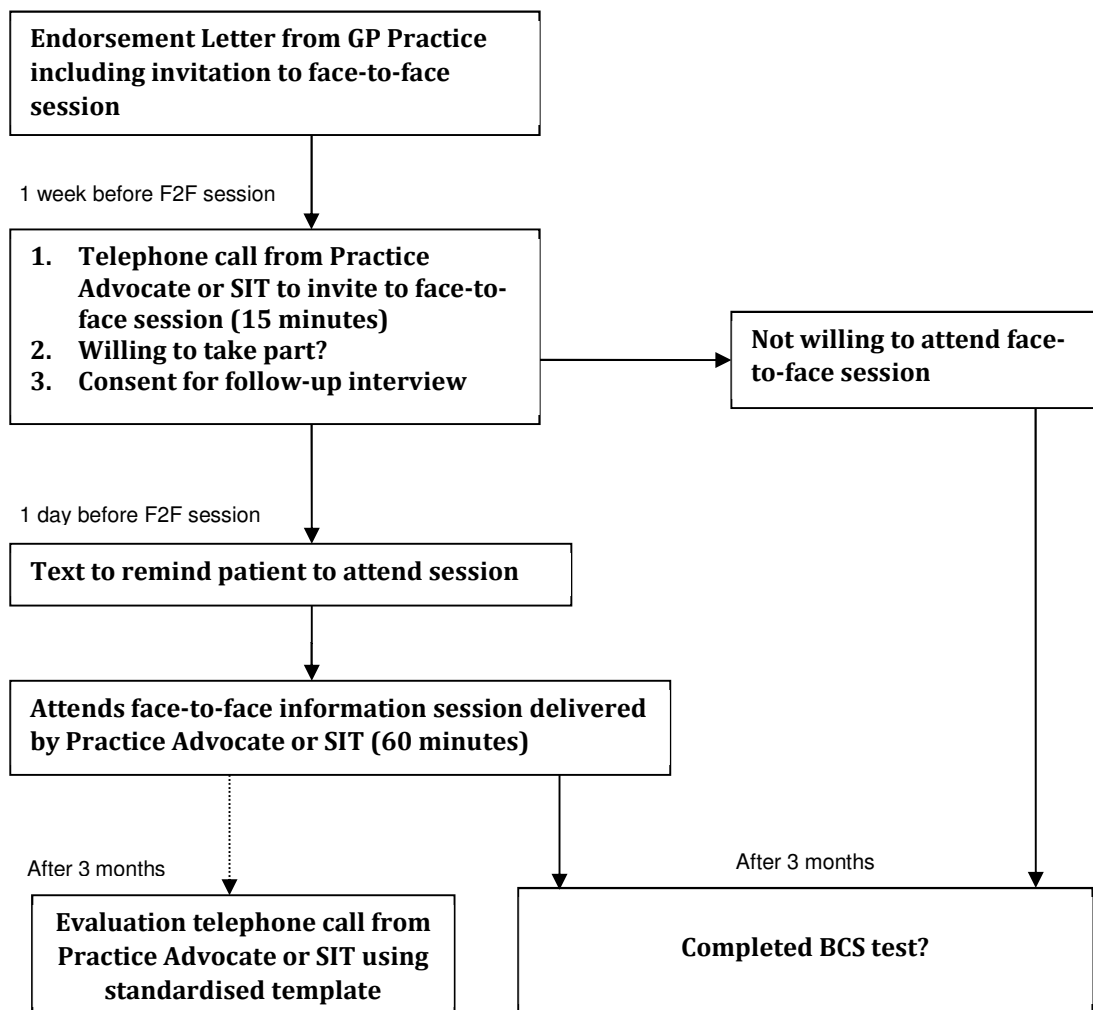 Endorsement Letter from GP Practice
including invitation to face-to-face
session
1 week before F2F session
1. Telephone call from Practice
Advocate or SIT to invite to face-to-
face session (15 minutes)
2. Willing to take part?
3. Consent for follow-up interview
Not willing to attend face-
to-face session
1 day before F2F session
Text to remind patient to attend session
Attends face-to-face information session delivered
by Practice Advocate or SIT (60 minutes)
After 3 months
After 3 months
Evaluation telephone call from
Practice Advocate or SIT using
standardised template
Completed BCS test?